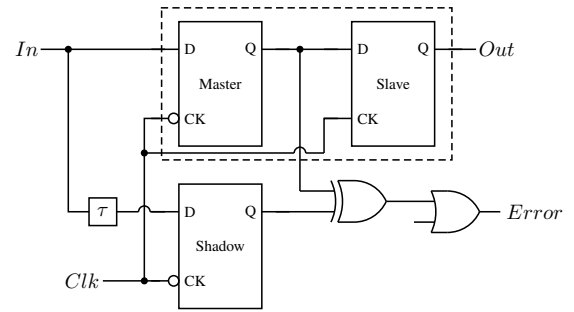 In D Q D Q Out
Master Slave
CK CK
τ D Q Error
Shadow
Clk CK